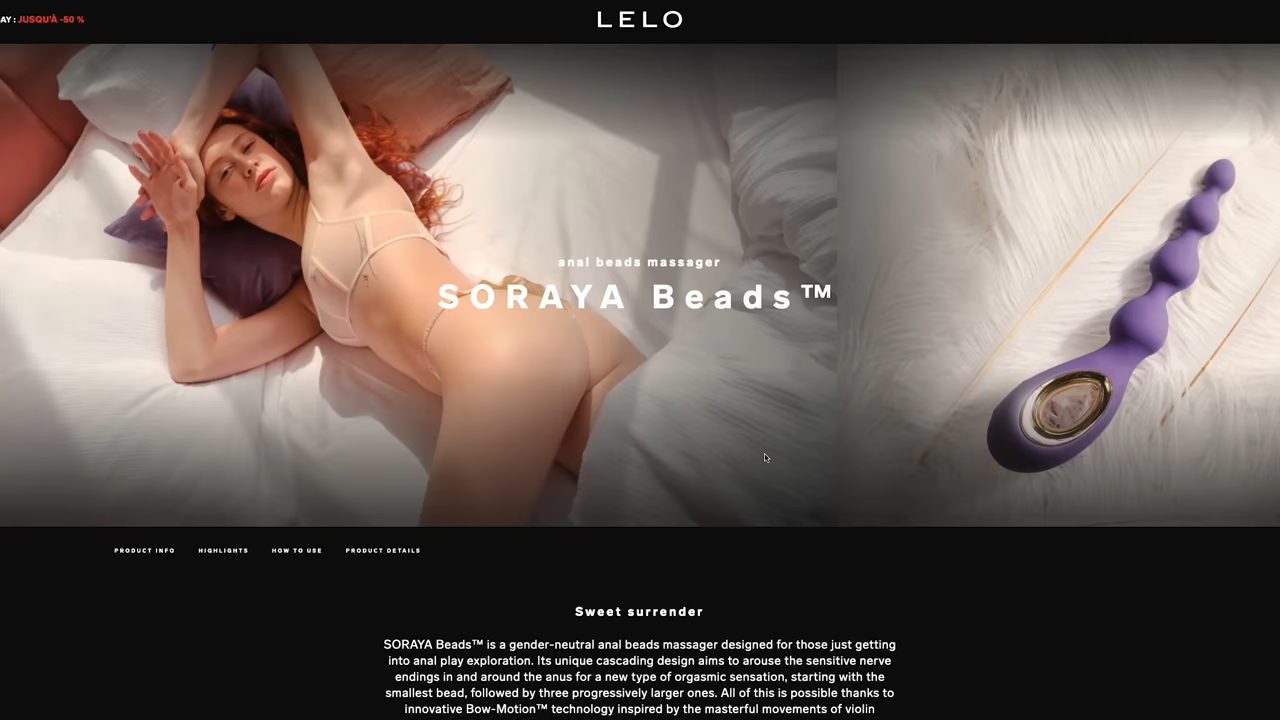 AY : JUSQU'À -50 %
LELO
anal beads massager
SORAYA Beads™
PRODUCT INFO HIGHLIGHTS HOW TO USE PRODUCT DETAILS
Sweet surrender
SORAYA Beads™ is a gender-neutral anal beads massager designed for those just getting
into anal play exploration. Its unique cascading design aims to arouse the sensitive nerve
endings in and around the anus for a new type of orgasmic sensation, starting with the
smallest bead, followed by three progressively larger ones. All of this is possible thanks to
innovative Bow-Motion™ technology inspired by the masterful movements of violin